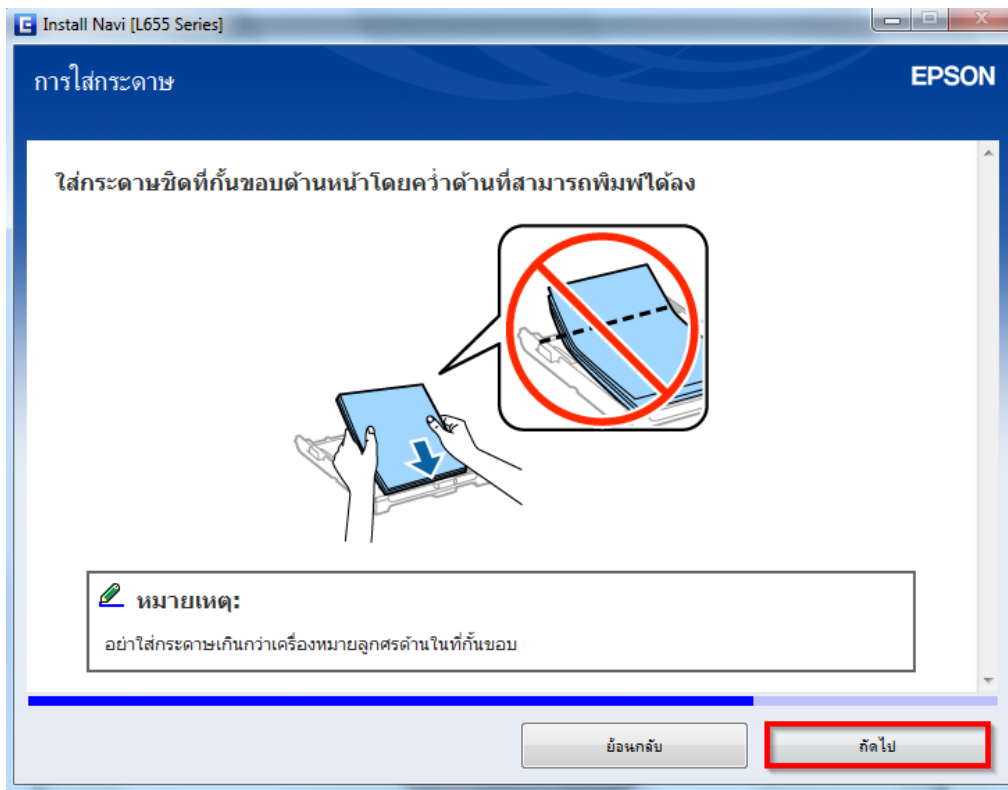 Install Navi [L655 Series]
การใส่กระดาษ
EPSON
ใส่กระดาษชิดที่กั้นขอบด้านหน้าโดยคว่ำด้านที่สามารถพิมพ์ได้ลง
หมายเหตุ:
อย่าใส่กระดาษเกินกว่าเครื่องหมายลูกศรด้านในที่กั้นขอบ
ย้อนกลับ
ถัดไป